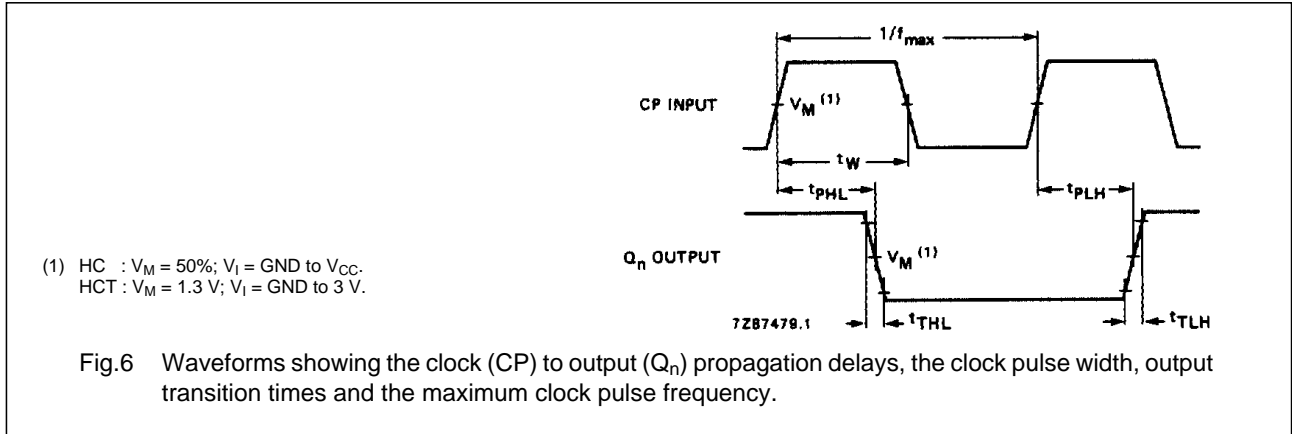 1/fmax
CP INPUT
VM (1)
tW
tPHL
tPLH
Qn OUTPUT
VM (1)
7Z87479.1
tTHL
tTLH
(1) HC : VM = 50%; VI = GND to VCC.
HCT : VM = 1.3 V; VI = GND to 3 V.
Fig.6 Waveforms showing the clock (CP) to output (Qn) propagation delays, the clock pulse width, output
transition times and the maximum clock pulse frequency.